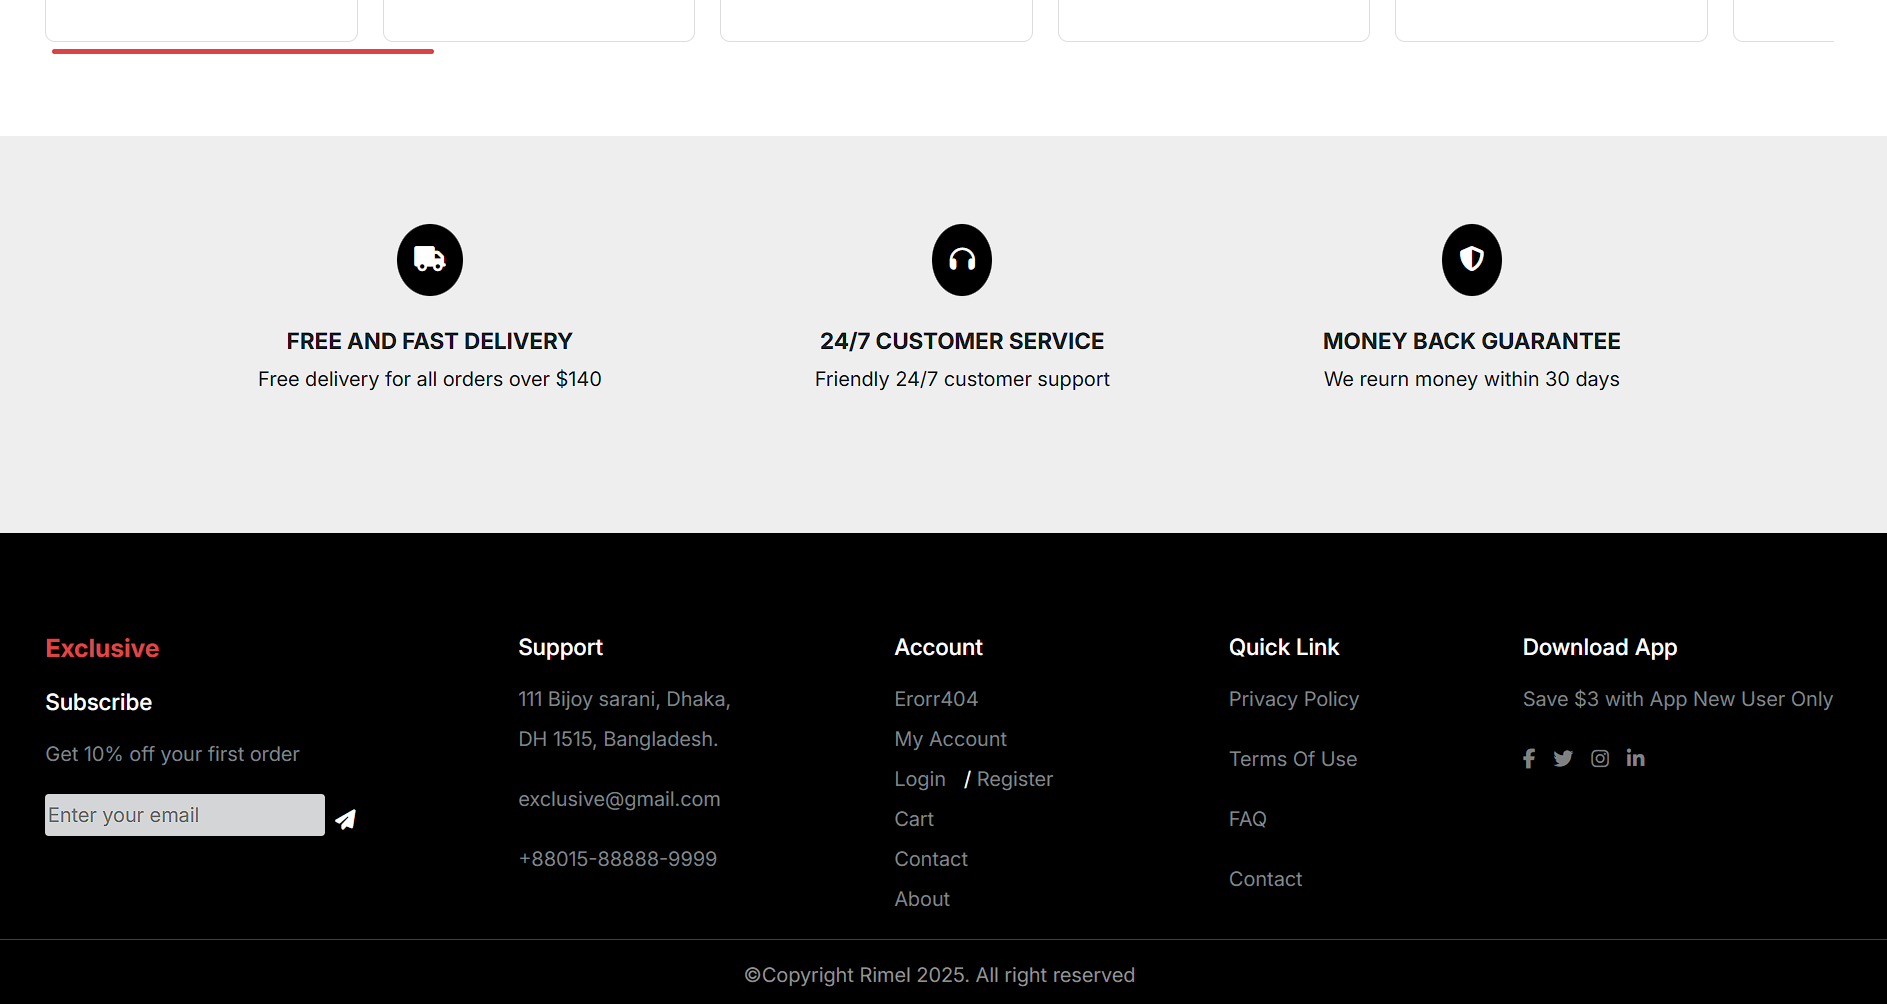 FREE AND FAST DELIVERY
Free delivery for all orders over $140
24/7 CUSTOMER SERVICE
Friendly 24/7 customer support
MONEY BACK GUARANTEE
We reurn money within 30 days
Exclusive
Subscribe
Get 10% off your first order
Enter your email
Support
111 Bijoy sarani, Dhaka,
DH 1515, Bangladesh.
exclusive@gmail.com
+88015-88888-9999
Account
Erorr404
My Account
Login / Register
Cart
Contact
About
Quick Link
Privacy Policy
Terms Of Use
FAQ
Contact
Download App
Save $3 with App New User Only
©Copyright Rimel 2025. All right reserved